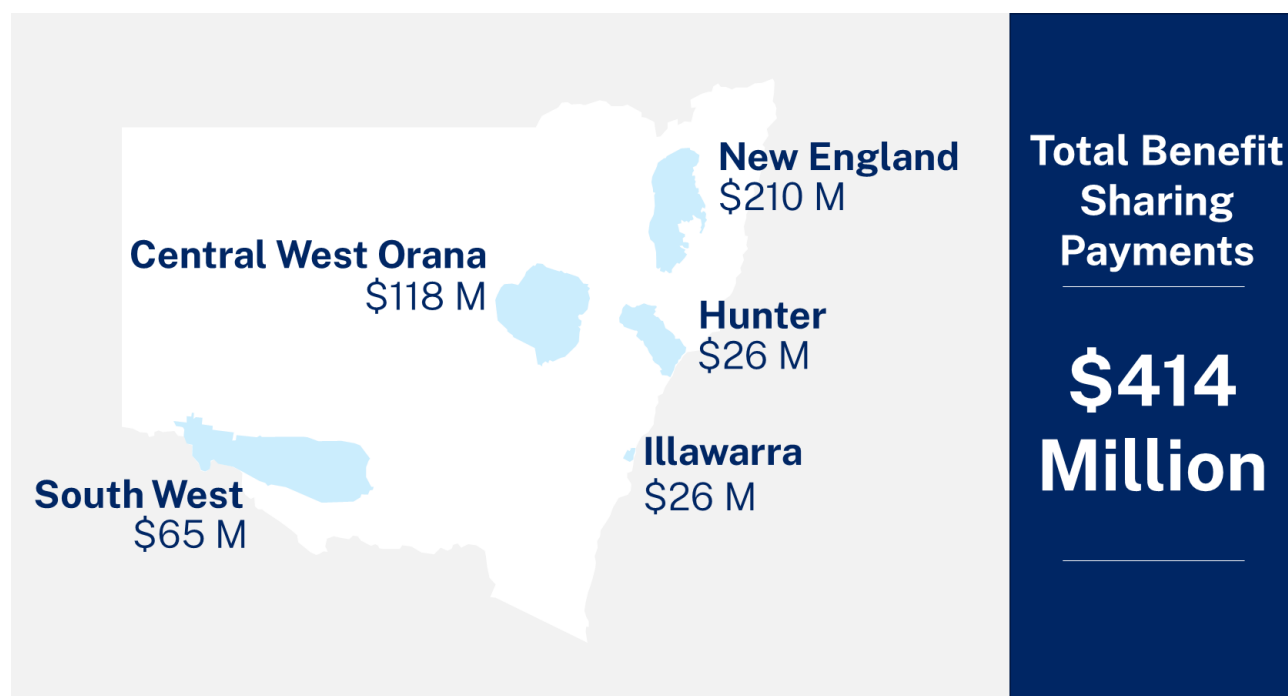 New England
$210 M
Central West Orana
$118 M
Hunter
$26 M
Illawarra
$26 M
South West
$65 M
Total Benefit
Sharing
Payments
$414
Million